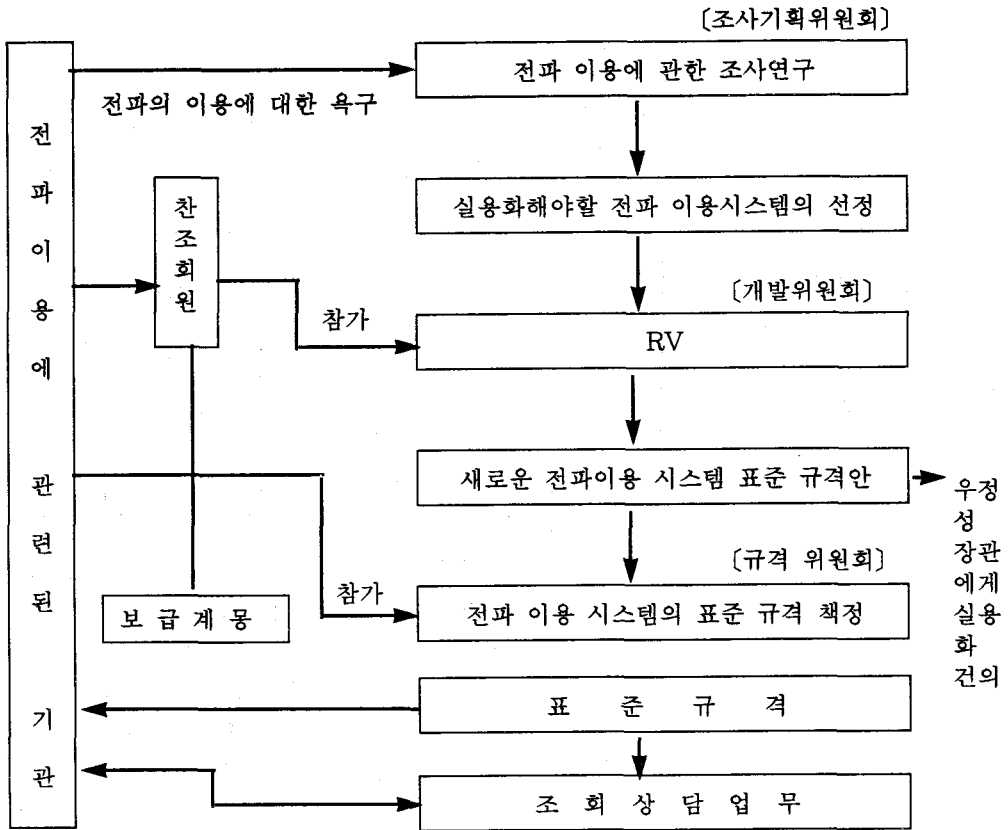 〔조사기획위원회〕
전파 이용에 관한 조사연구
전파의 이용에 대한 욕구
전파이용에 관련된 기관
찬조회원
실용화해야할 전파 이용시스템의 선정
〔개발위원회〕
참가
RV
새로운 전파이용 시스템 표준 규격안
우정
성
장관
에게
실용
화
건의
〔규격 위원회〕
참가
전파 이용 시스템의 표준 규격 책정
보 급 계 몽
표 준 규 격
조 회 상 담 업 무